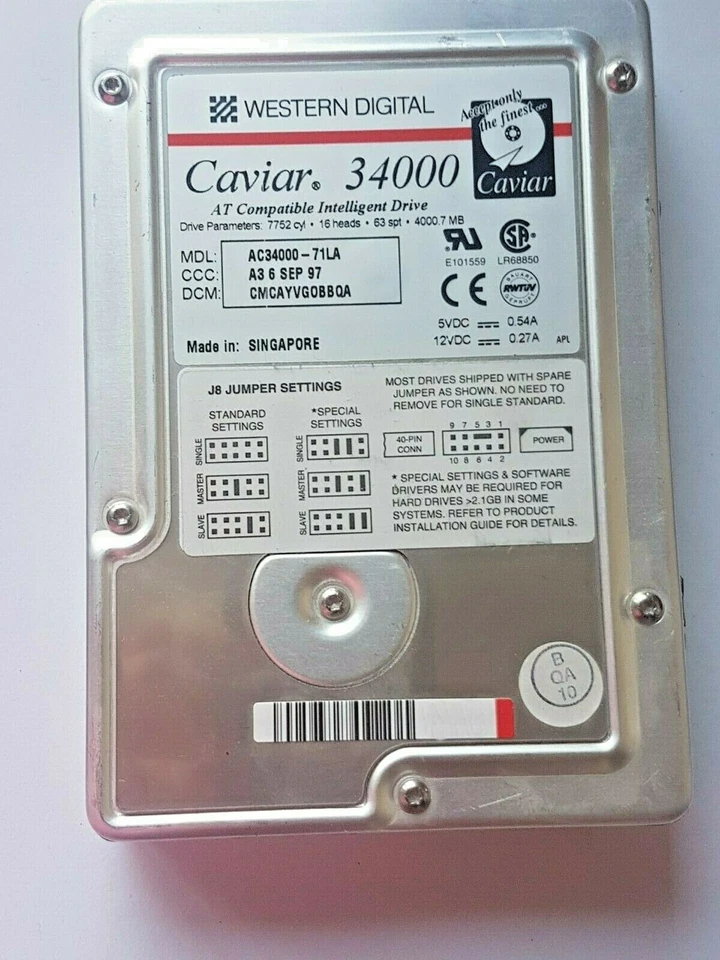 WESTERN DIGITAL
Accept only
the finest...
Caviar
Caviar® 34000
AT Compatible Intelligent Drive
Drive Parameters: 7752 cyl • 16 heads • 63 spt • 4000.7 MB
MDL: AC34000-71LA
CCC: A3 6 SEP 97
DCM: CMCAYVGOBBQA
Made in: SINGAPORE
E101559
SA
LR68850
CE
BAUART
RWTÜV
5VDC 0.54A
12VDC 0.27A
APL
J8 JUMPER SETTINGS
STANDARD
SETTINGS
*SPECIAL
SETTINGS
SINGLE
MASTER
SLAVE
SINGLE
MASTER
SLAVE
MOST DRIVES SHIPPED WITH SPARE
JUMPER AS SHOWN. NO NEED TO
REMOVE FOR SINGLE STANDARD.
9 7 5 3 1
40-PIN
CONN
POWER
10 8 6 4 2
* SPECIAL SETTINGS & SOFTWARE
DRIVERS MAY BE REQUIRED FOR
HARD DRIVES >2.1GB IN SOME
SYSTEMS. REFER TO PRODUCT
INSTALLATION GUIDE FOR DETAILS.
B
QA
10